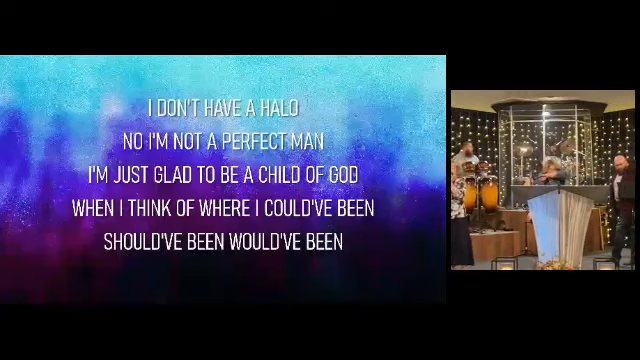 I DON'T HAVE A HALO
NO I'M NOT A PERFECT MAN
I'M JUST GLAD TO BE A CHILD OF GOD
WHEN I THINK OF WHERE I COULD'VE BEEN
SHOULD'VE BEEN WOULD'VE BEEN